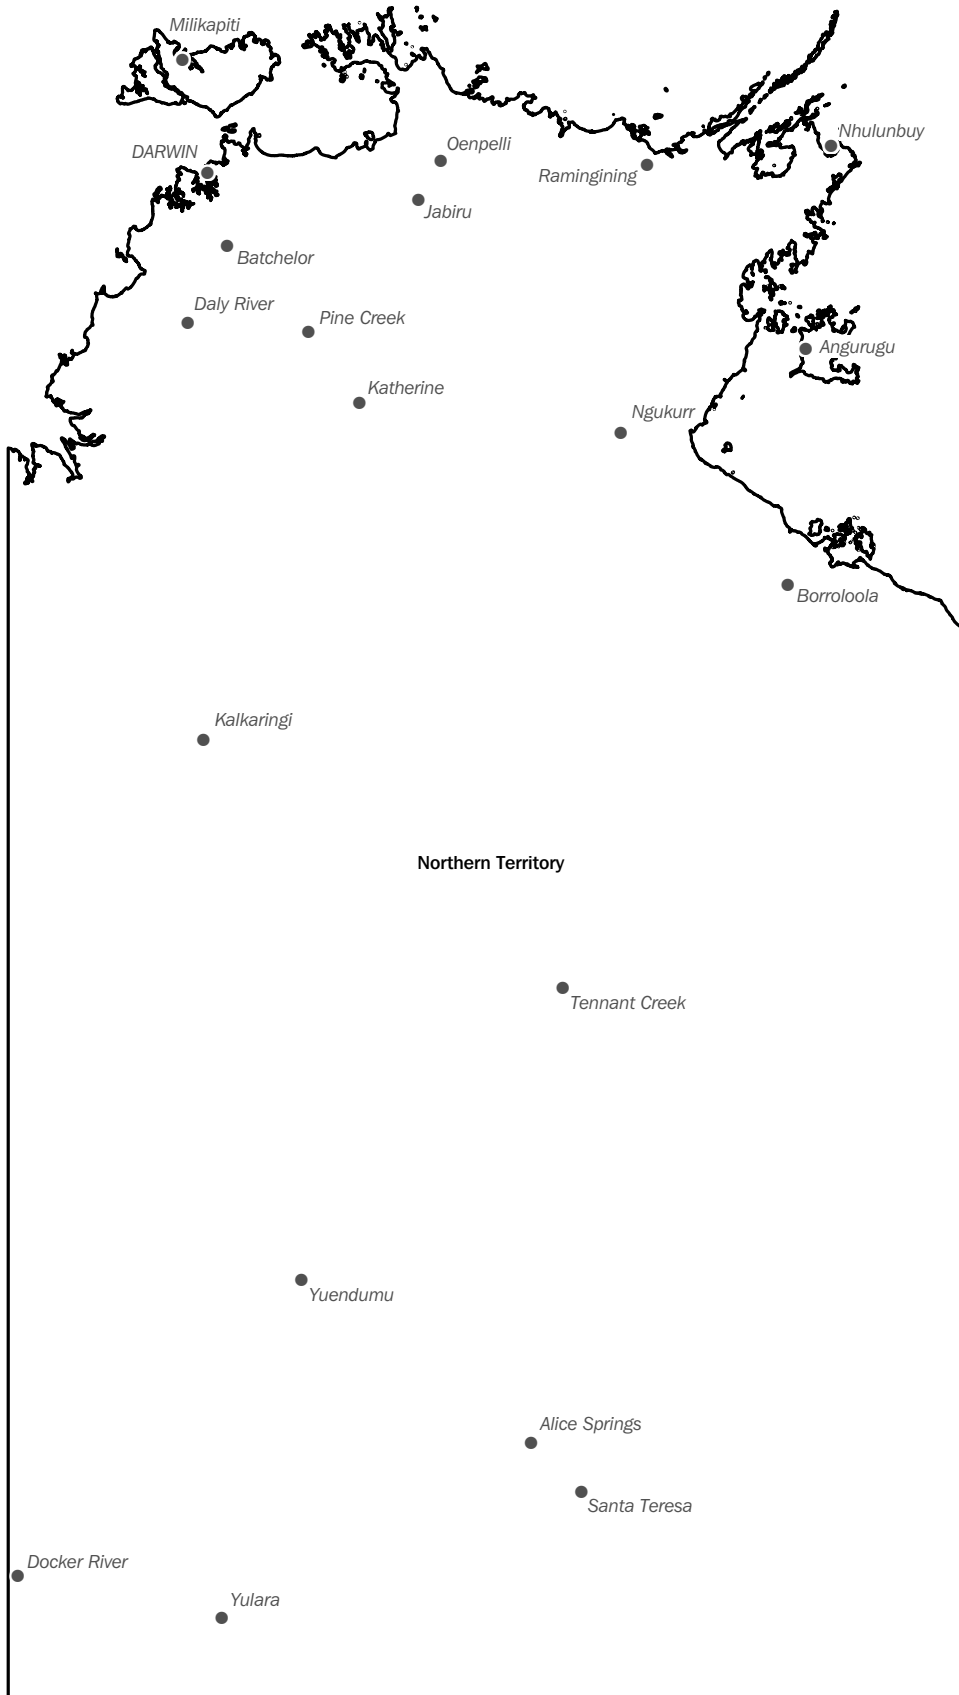 Milikapiti
DARWIN
Oenpelli
Nhulunbuy
Ramingining
Jabiru
Batchelor
Daly River
Pine Creek
Angurugu
Katherine
Ngukurr
Borroloola
Kalkaringi
Northern Territory
Tennant Creek
Yuendumu
Alice Springs
Santa Teresa
Docker River
Yulara